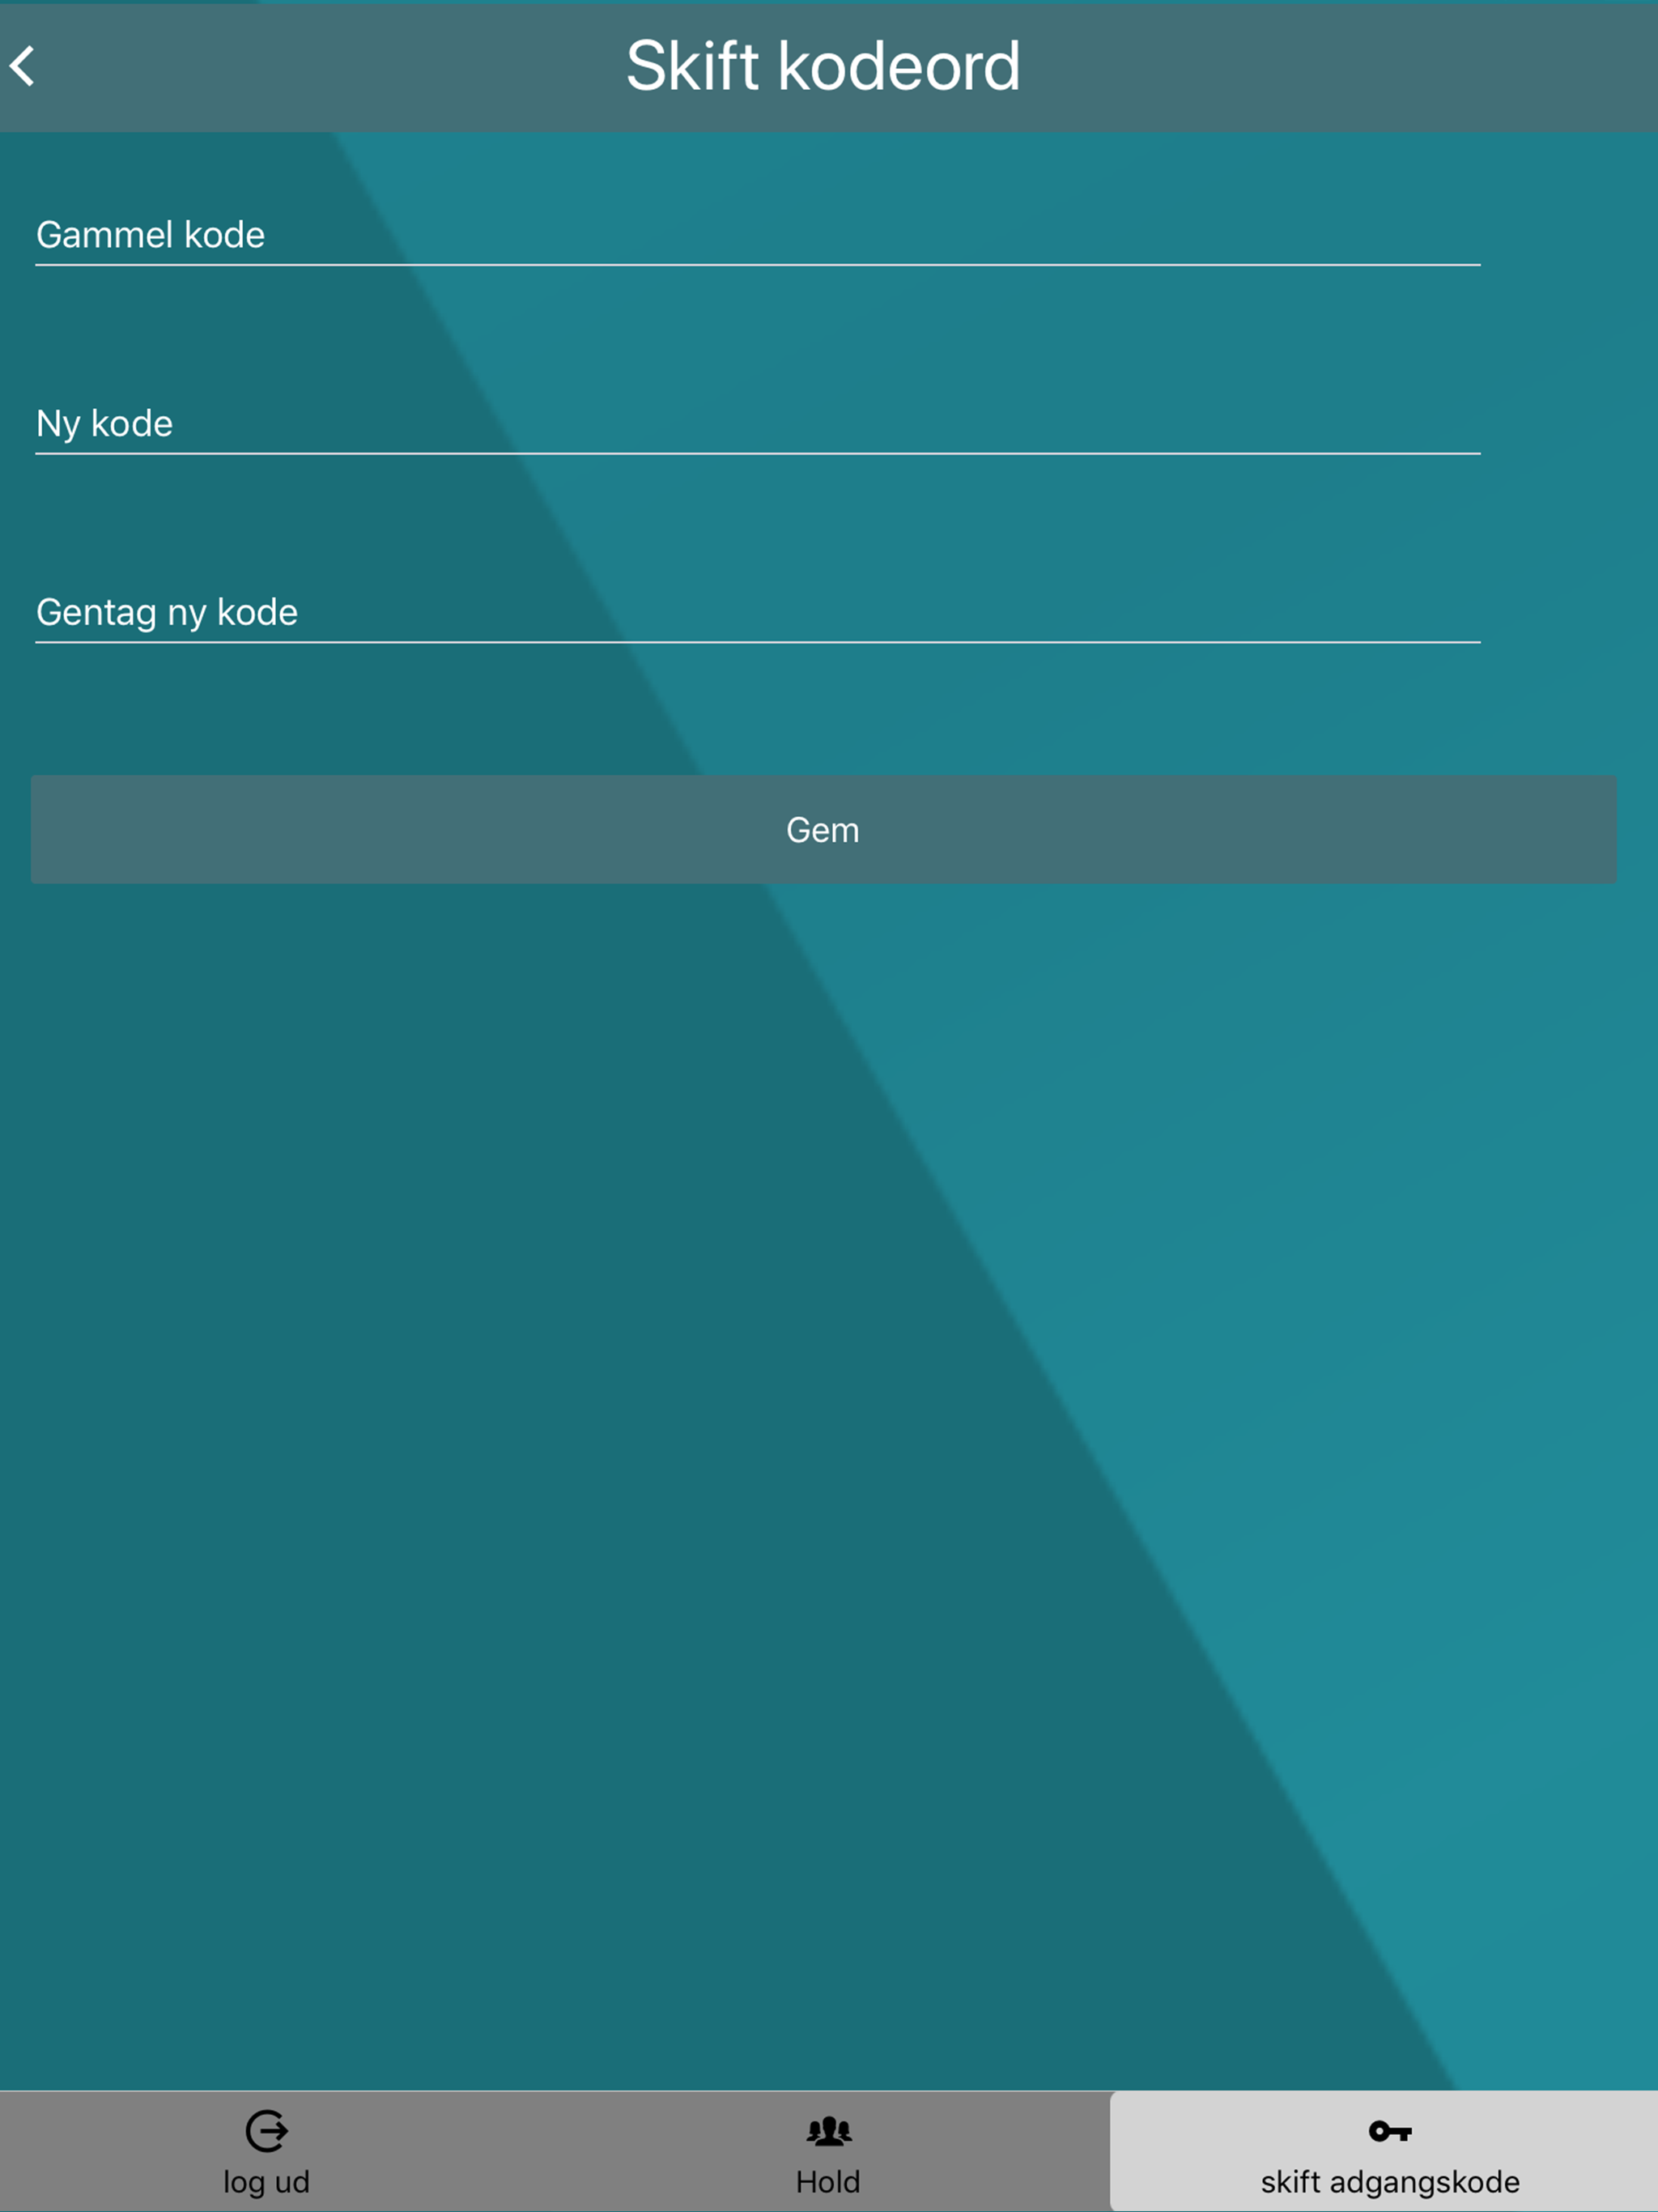 Skift kodeord
Gammel kode
Ny kode
Gentag ny kode
Gem
log ud
Hold
skift adgangskode